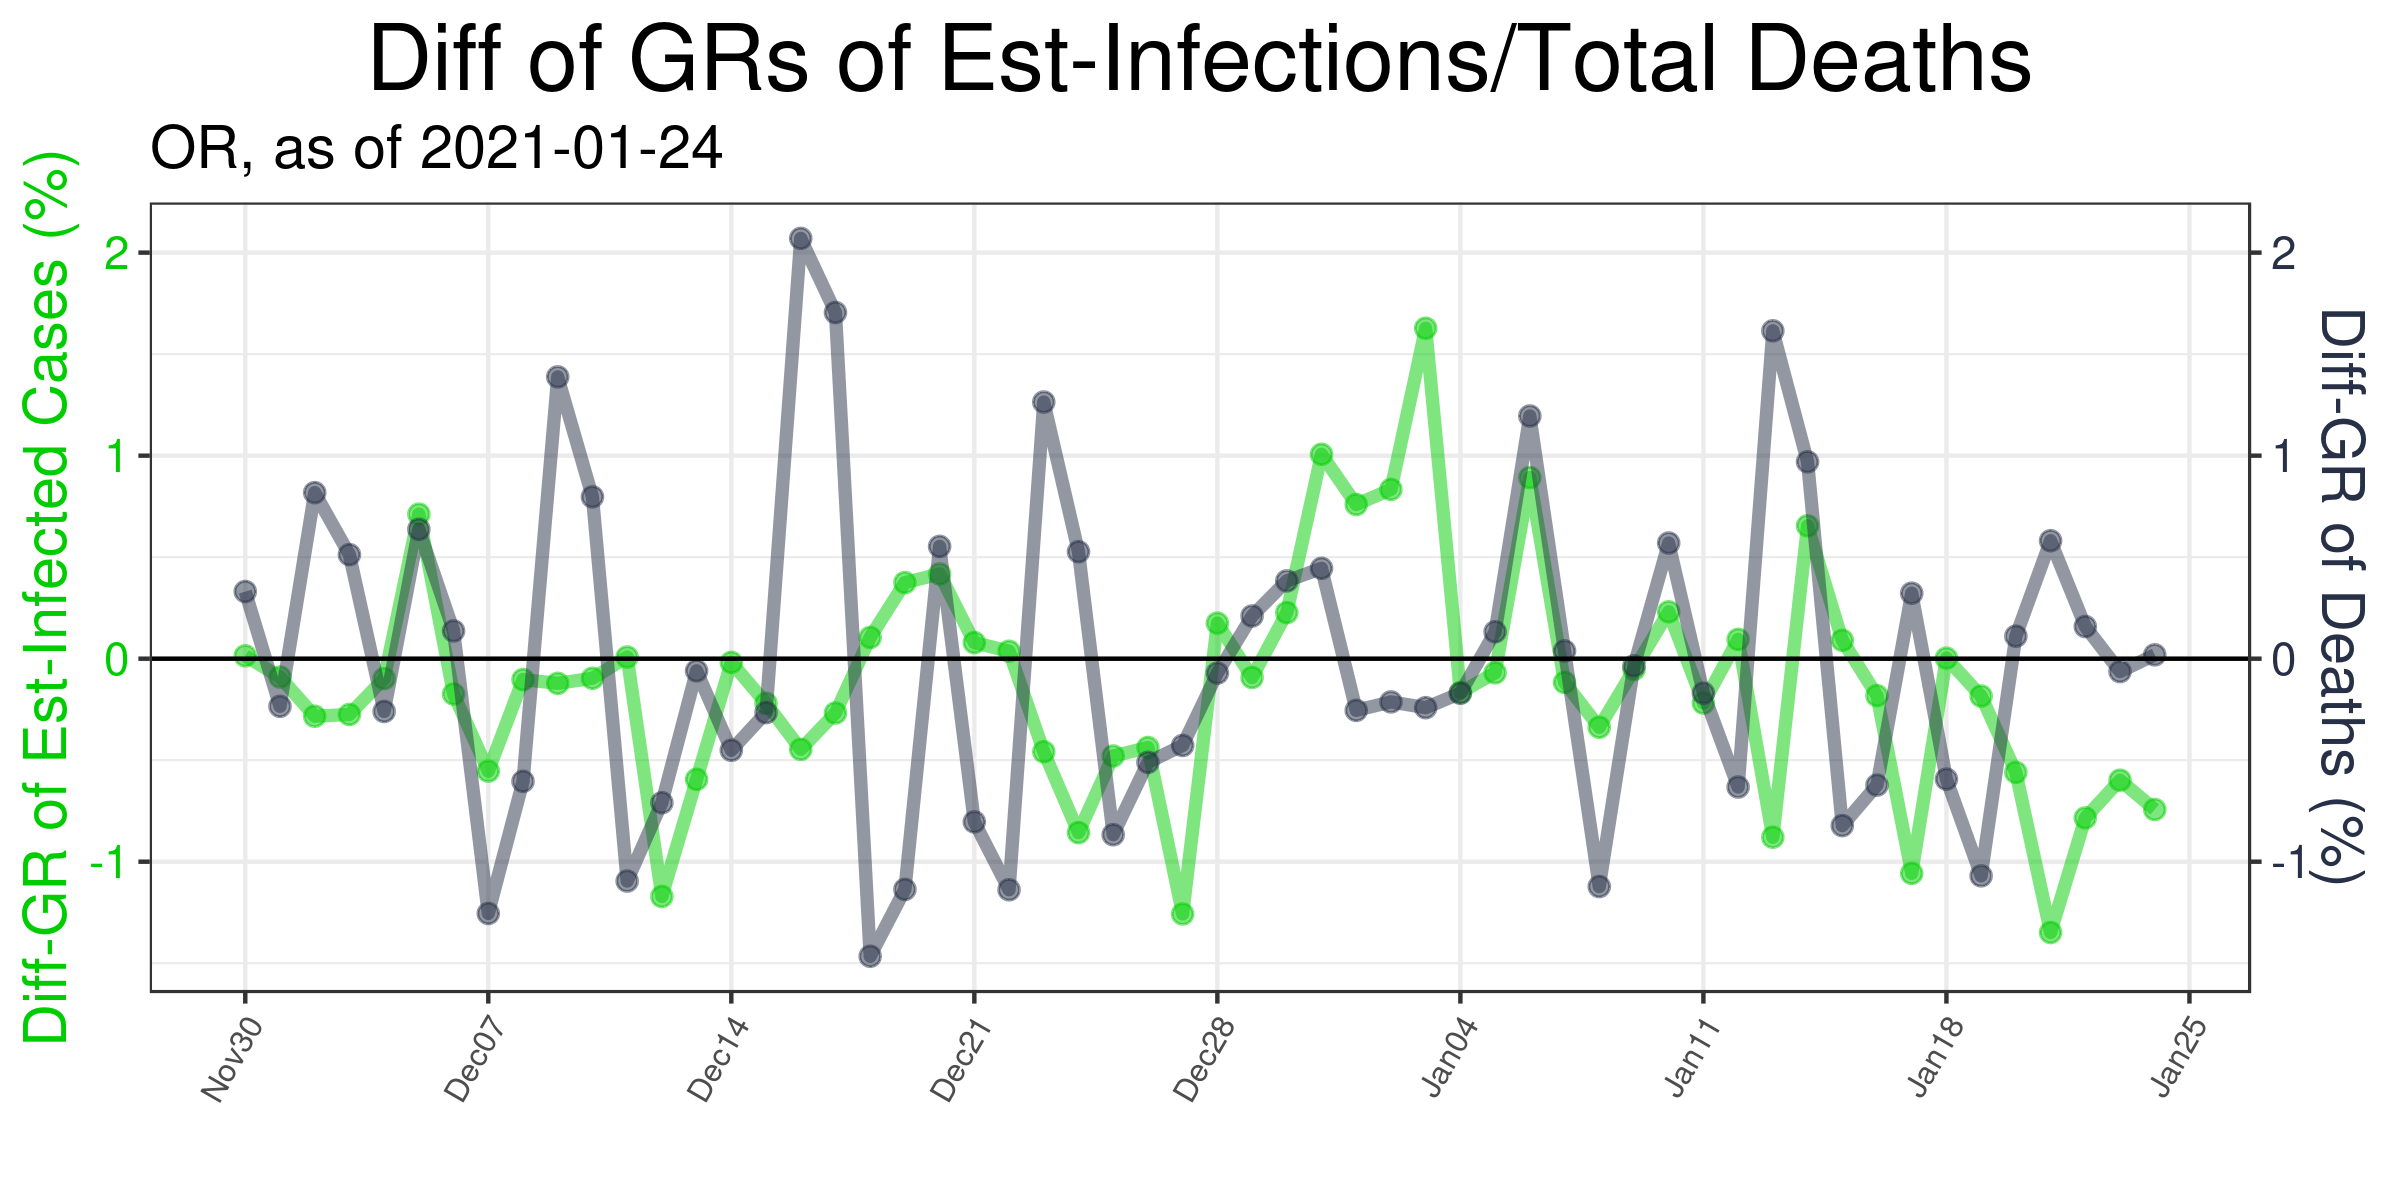 Diff of GRs of Est-Infections/Total Deaths
OR, as of 2021-01-24
Diff-GR of Est-Infected Cases (%)
2
1
0
-1
2
1
0
-1
Diff-GR of Deaths (%)
Nov30
Dec07
Dec14
Dec21
Dec28
Jan04
Jan11
Jan18
Jan25